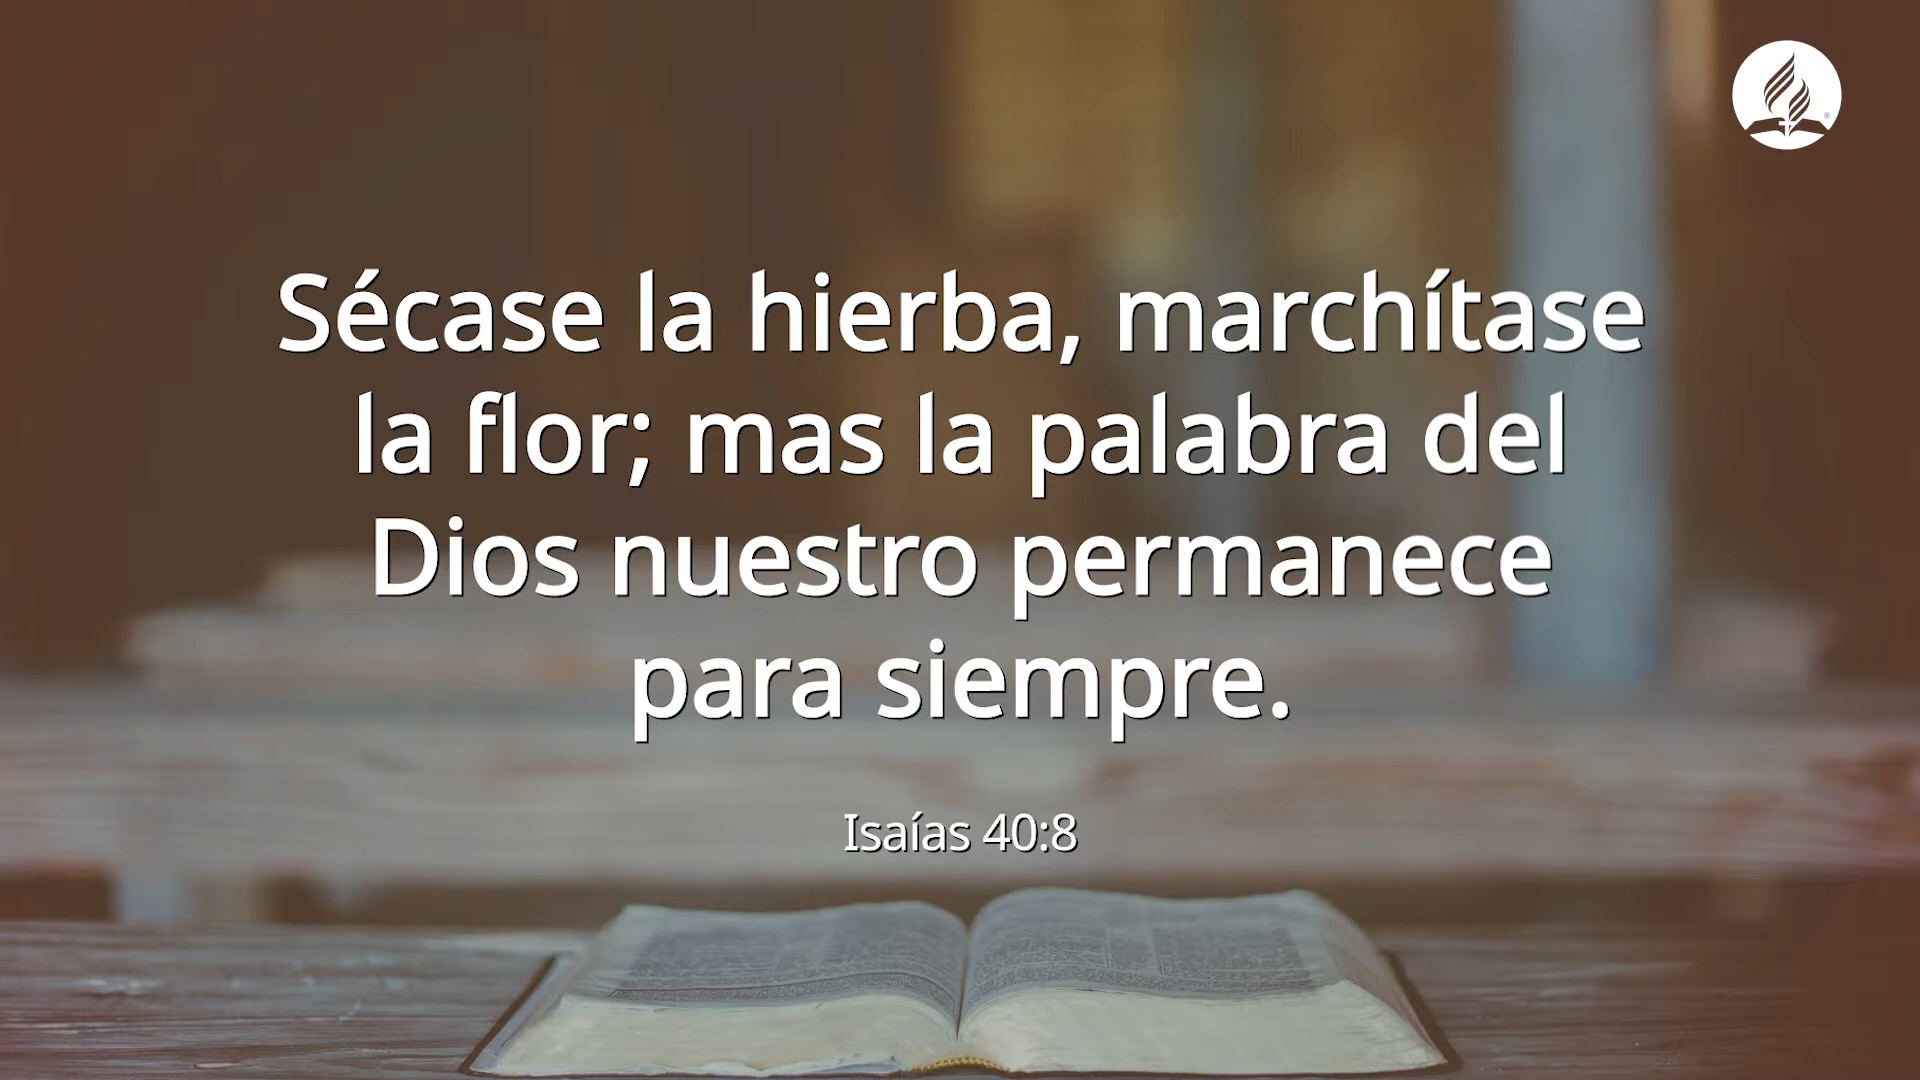 Sécase la hierba, marchítase
la flor; mas la palabra del
Dios nuestro permanece
para siempre.
Isaías 40:8